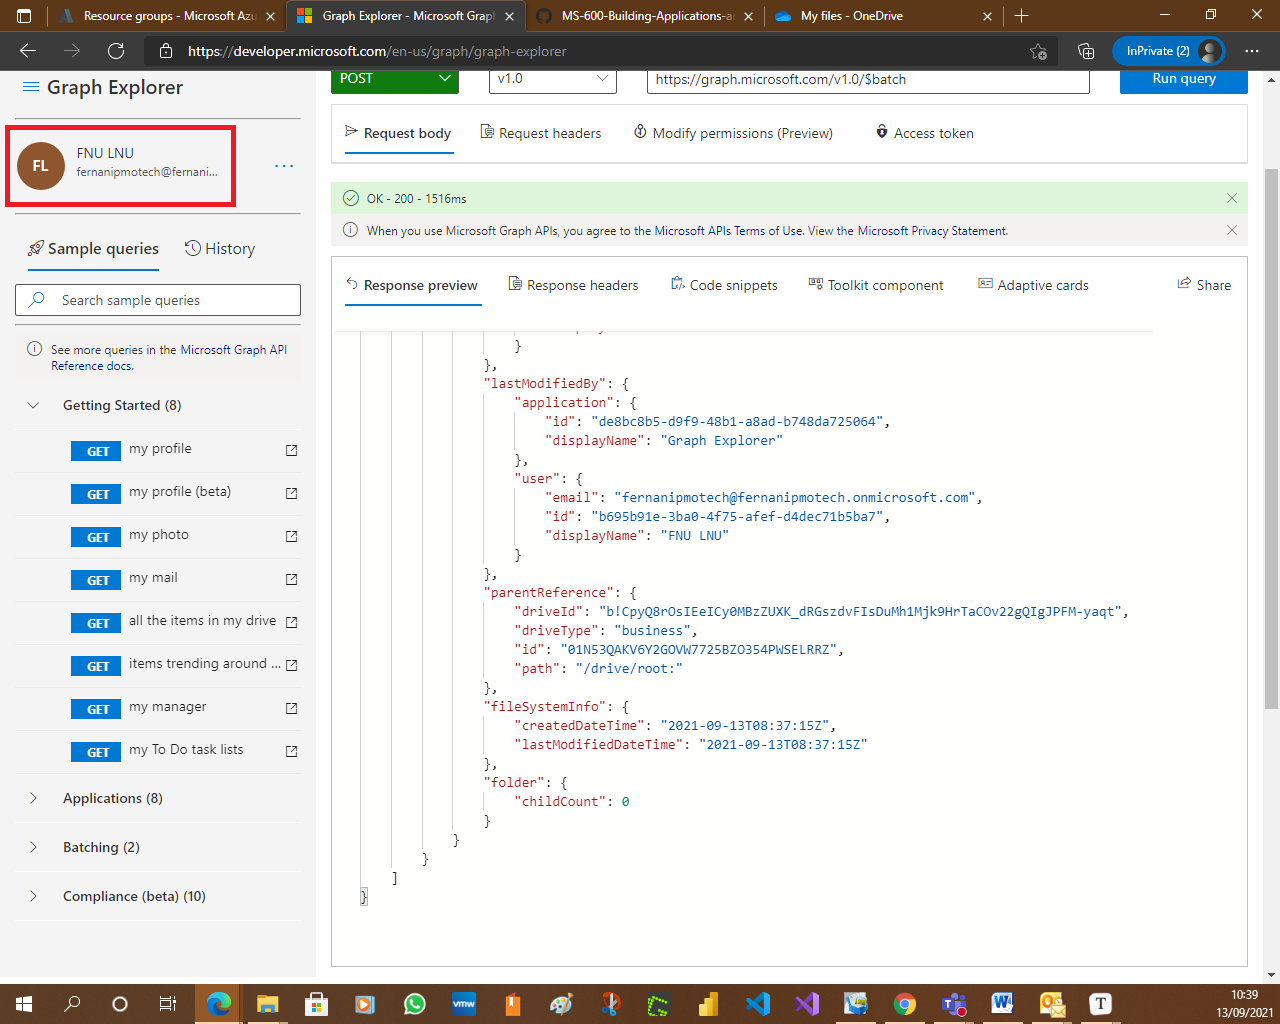 Resource groups - Microsoft Azu
Graph Explorer - Microsoft Graph
MS-600-Building-Applications-an
My files - OneDrive
https://developer.microsoft.com/en-us/graph/graph-explorer
InPrivate (2)
Graph Explorer
POST
v1.0
https://graph.microsoft.com/v1.0/$batch
Run query
FL
FNU LNU
fernanipmotech@fernani...
Request body
Request headers
Modify permissions (Preview)
Access token
OK - 200 - 1516ms
When you use Microsoft Graph APIs, you agree to the Microsoft APIs Terms of Use. View the Microsoft Privacy Statement.
Sample queries
History
Search sample queries
See more queries in the Microsoft Graph API
Reference docs.
Getting Started (8)
GET my profile
GET my profile (beta)
GET my photo
GET my mail
GET all the items in my drive
GET items trending around ...
GET my manager
GET my To Do task lists
Applications (8)
Batching (2)
Compliance (beta) (10)
Response preview
Response headers
Code snippets
Toolkit component
Adaptive cards
Share
}
},
"lastModifiedBy": {
"application": {
"id": "de8bc8b5-d9f9-48b1-a8ad-b748da725064",
"displayName": "Graph Explorer"
},
"user": {
"email": "fernanipmotech@fernanipmotech.onmicrosoft.com",
"id": "b695b91e-3ba0-4f75-afef-d4dec71b5ba7",
"displayName": "FNU LNU"
}
},
"parentReference": {
"driveId": "b!CpyQ8rOsIEeICy0MBzZUXK_dRGszdvFIsDuMh1Mjk9HrTaCOv22gQIgJPFM-yaqt",
"driveType": "business",
"id": "01N53QAKV6Y2GOVW7725BZO354PWSELRRZ",
"path": "/drive/root:"
},
"fileSystemInfo": {
"createdDateTime": "2021-09-13T08:37:15Z",
"lastModifiedDateTime": "2021-09-13T08:37:15Z"
},
"folder": {
"childCount": 0
}
}
}
]
}
vmw
T
10:39
13/09/2021